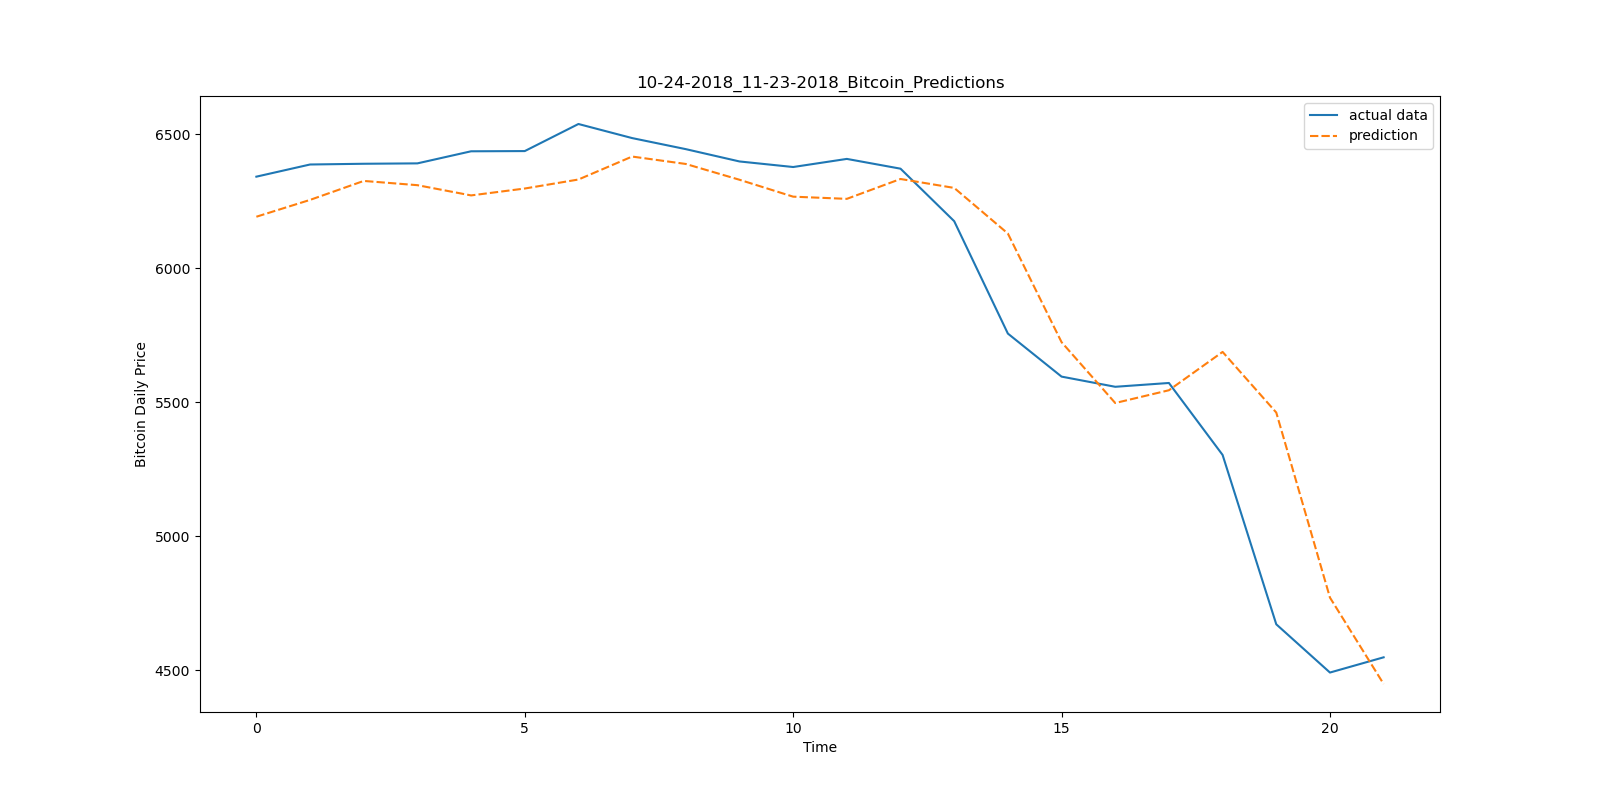 10-24-2018_11-23-2018_Bitcoin_Predictions
actual data
prediction
6500
6000
5500
5000
4500
Bitcoin Daily Price
0 5 10 15 20
Time